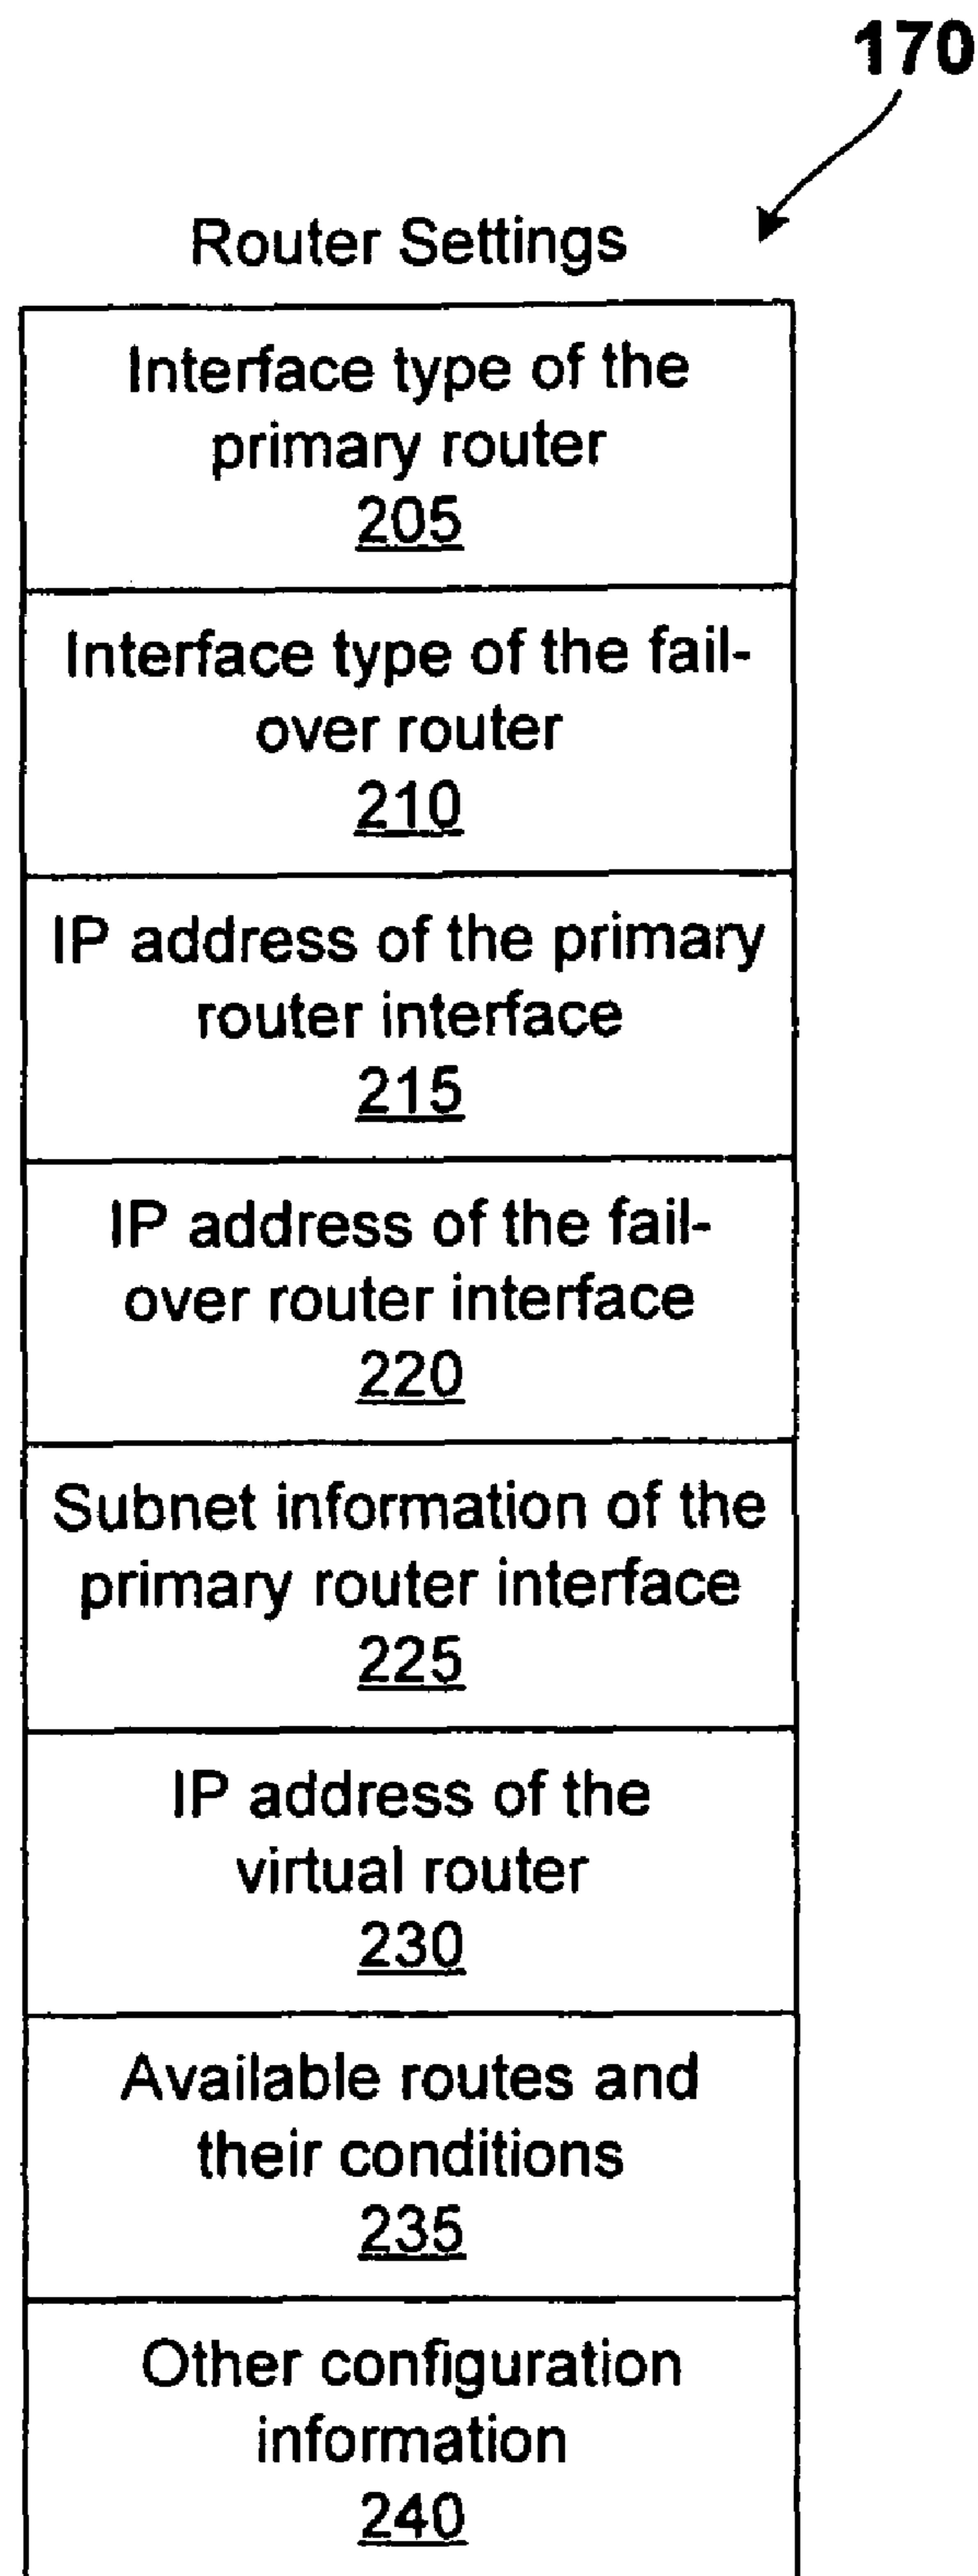 170
Router Settings
Interface type of the
primary router
205
Interface type of the fail-
over router
210
IP address of the primary
router interface
215
IP address of the fail-
over router interface
220
Subnet information of the
primary router interface
225
IP address of the
virtual router
230
Available routes and
their conditions
235
Other configuration
information
240